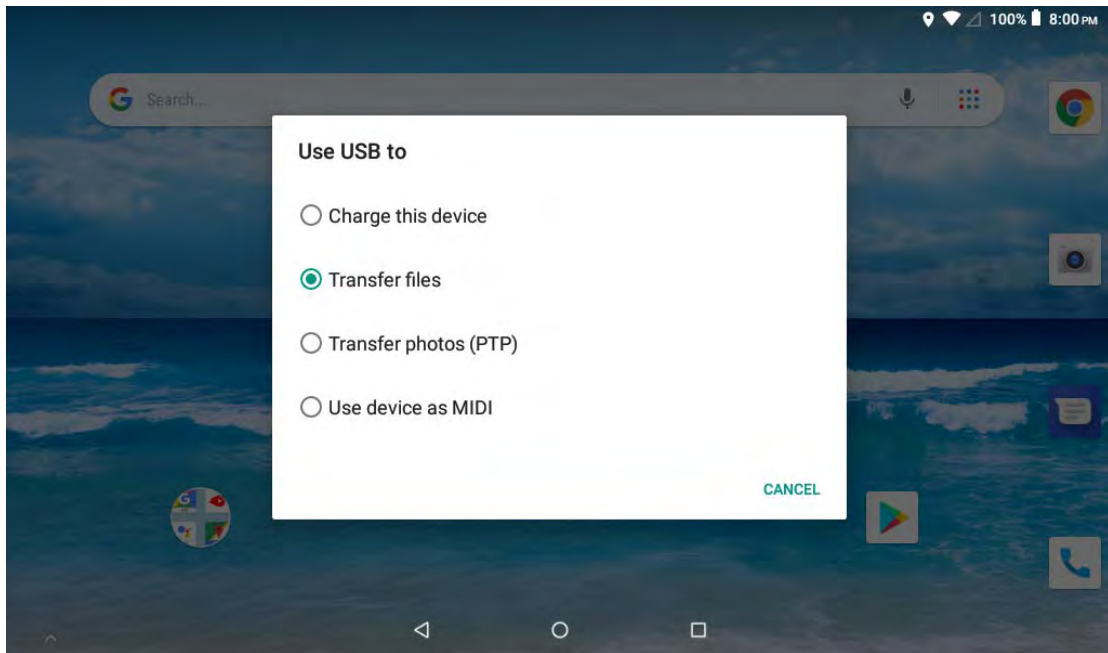 100% 8:00 PM
Search...
Use USB to
Charge this device
Transfer files
Transfer photos (PTP)
Use device as MIDI
CANCEL